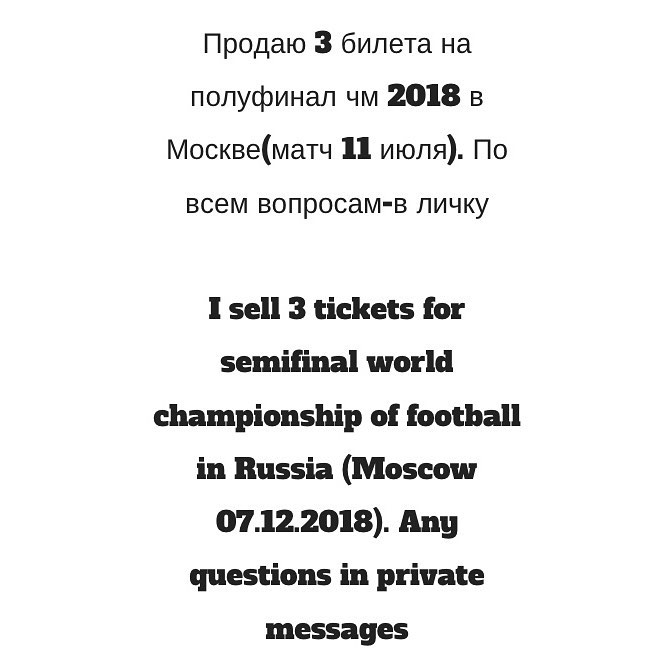 Продаю 3 билета на
полуфинал чм 2018 в
Москве(матч 11 июля). По
всем вопросам-в личку
I sell 3 tickets for
semifinal world
championship of football
in Russia (Moscow
07.12.2018). Any
questions in private
messages